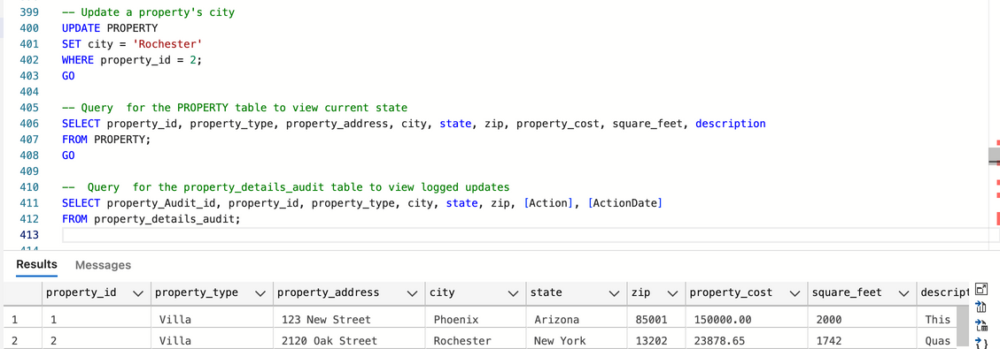 399 -- Update a property's city
400 UPDATE PROPERTY
401 SET city = 'Rochester'
402 WHERE property_id = 2;
403 GO
404
405 -- Query  for the PROPERTY table to view current state
406 SELECT property_id, property_type, property_address, city, state, zip, property_cost, square_feet, description
407 FROM PROPERTY;
408 GO
409
410 --  Query  for the property_details_audit table to view logged updates
411 SELECT property_Audit_id, property_id, property_type, city, state, zip, [Action], [ActionDate]
412 FROM property_details_audit;
413
414
Results Messages
property_id property_type property_address city state zip property_cost square_feet descript
1 1 Villa 123 New Street Phoenix Arizona 85001 150000.00 2000 This
2 2 Villa 2120 Oak Street Rochester New York 13202 23878.65 1742 Quas